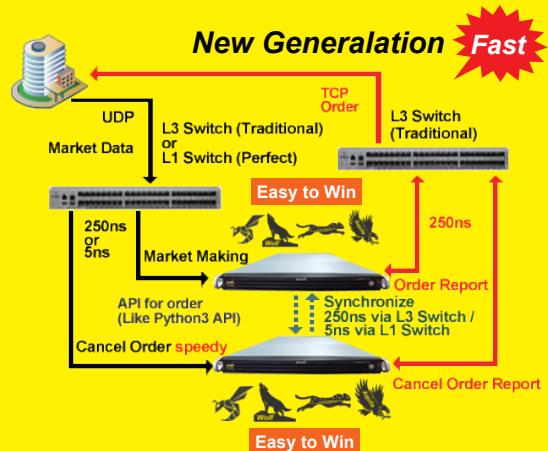 New Generalation
Fast
TCP
Order
UDP
Market Data
L3 Switch (Traditional)
or
L1 Switch (Perfect)
L3 Switch
(Traditional)
Easy to Win
250ns
or
5ns
Market Making
Wolf
250ns
Order Report
API for order
(Like Python3 API)
Synchronize
250ns via L3 Switch /
5ns via L1 Switch
Cancel Order speedy
Cancel Order Report
Wolf
Easy to Win